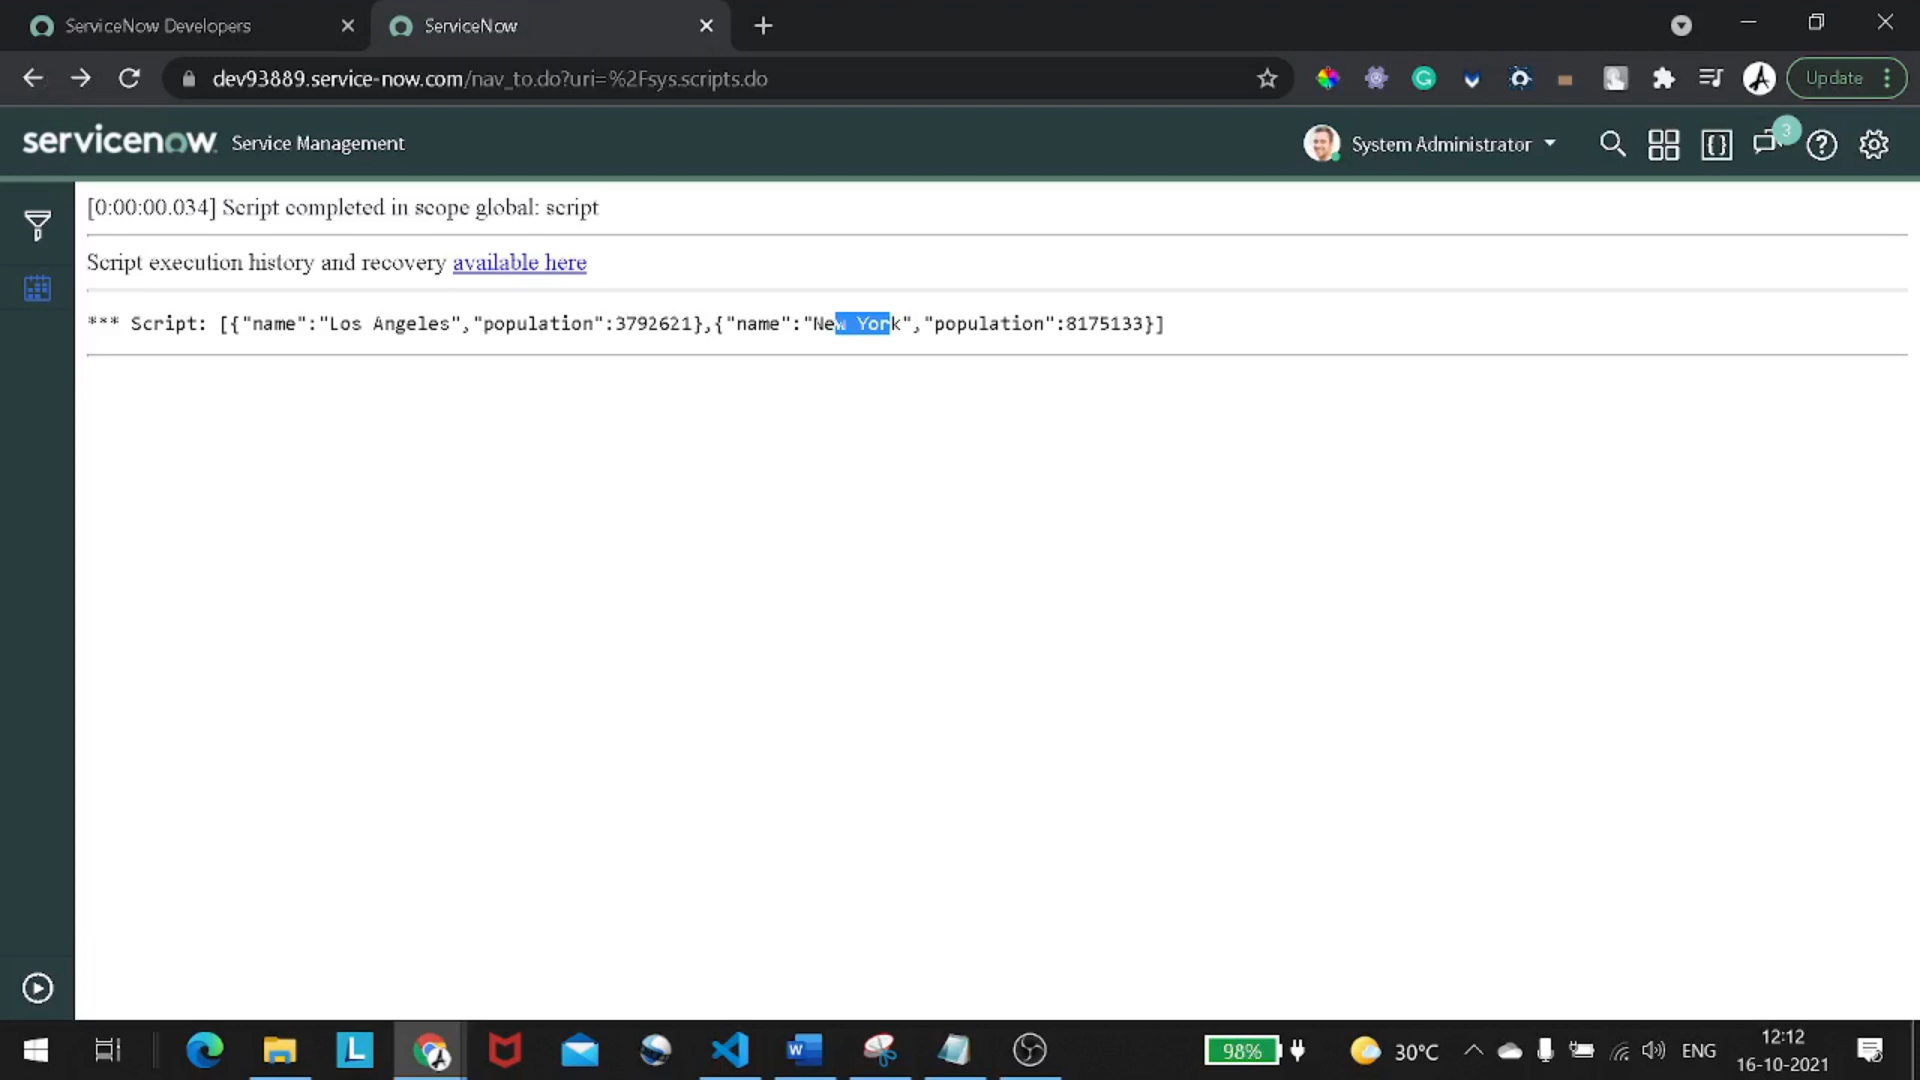 ServiceNow Developers
ServiceNow
dev93889.service-now.com/nav_to.do?uri=%2Fsys.scripts.do
Update
servicenow
Service Management
System Administrator
3
[0:00:00.034] Script completed in scope global: script
Script execution history and recovery available here
*** Script: [{"name":"Los Angeles","population":3792621},{"name":"New York","population":8175133}]
98%
30°C
ENG
12:12
16-10-2021